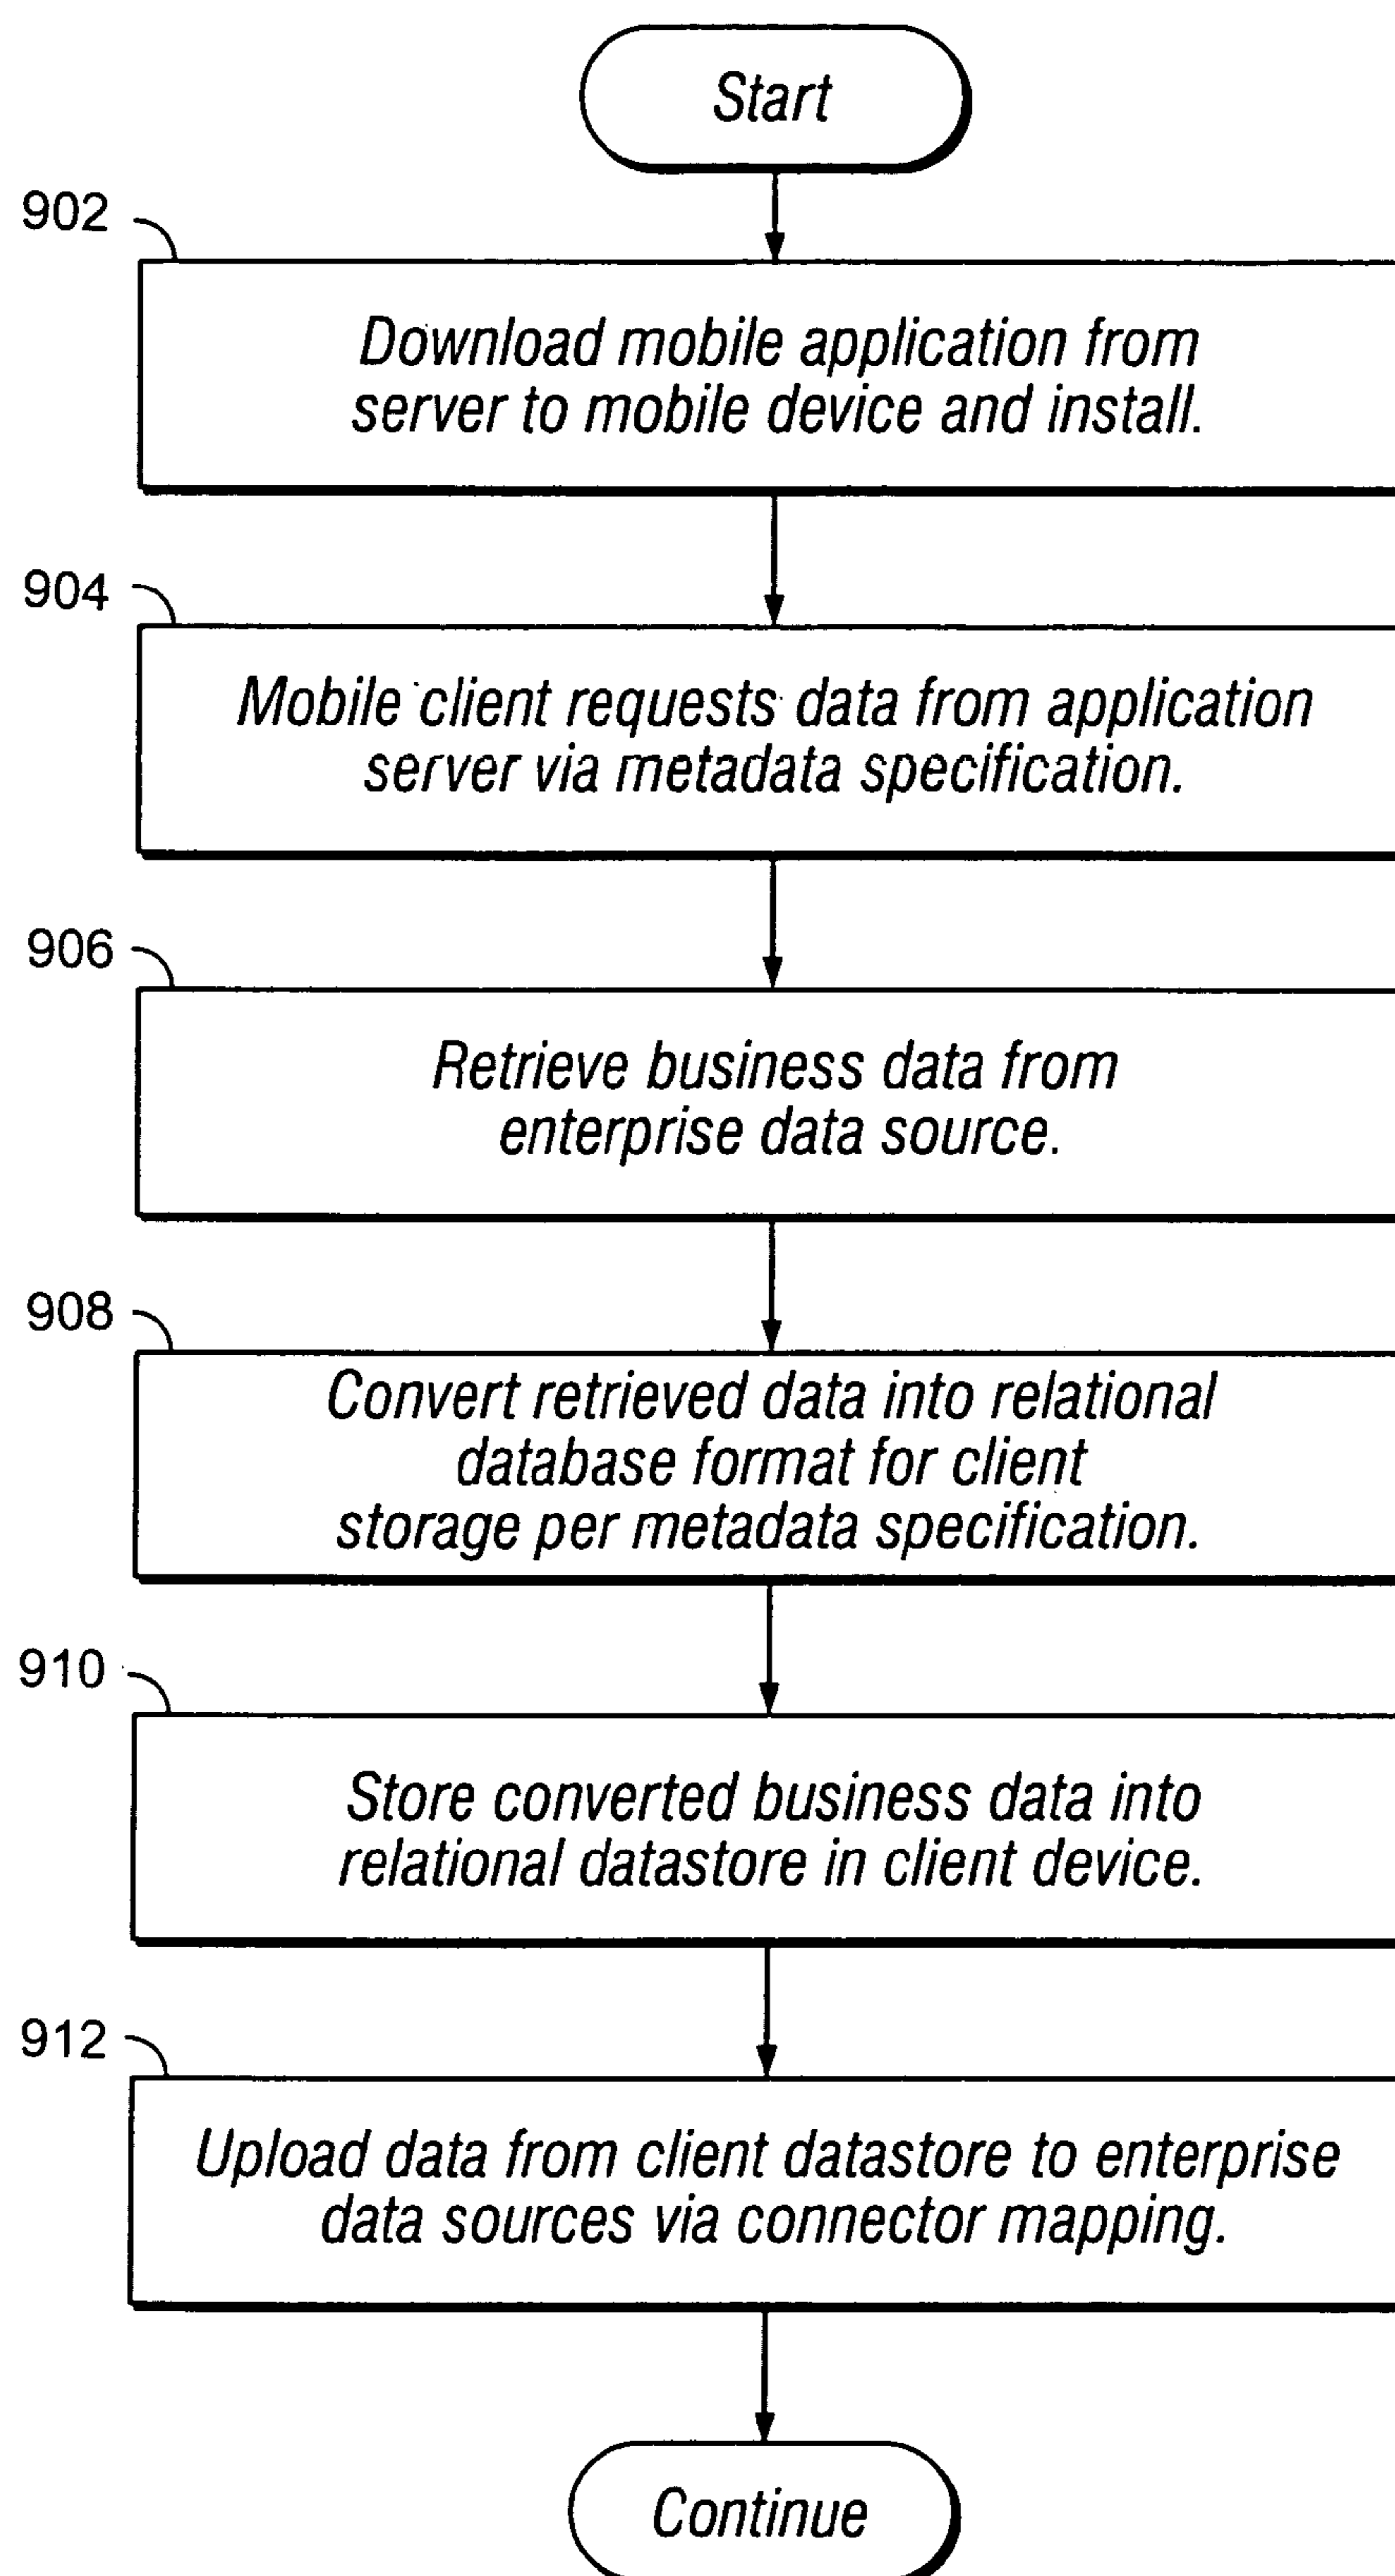 Start
902
Download mobile application from
server to mobile device and install.
904
Mobile client requests data from application
server via metadata specification.
906
Retrieve business data from
enterprise data source.
908
Convert retrieved data into relational
database format for client
storage per metadata specification.
910
Store converted business data into
relational datastore in client device.
912
Upload data from client datastore to enterprise
data sources via connector mapping.
Continue